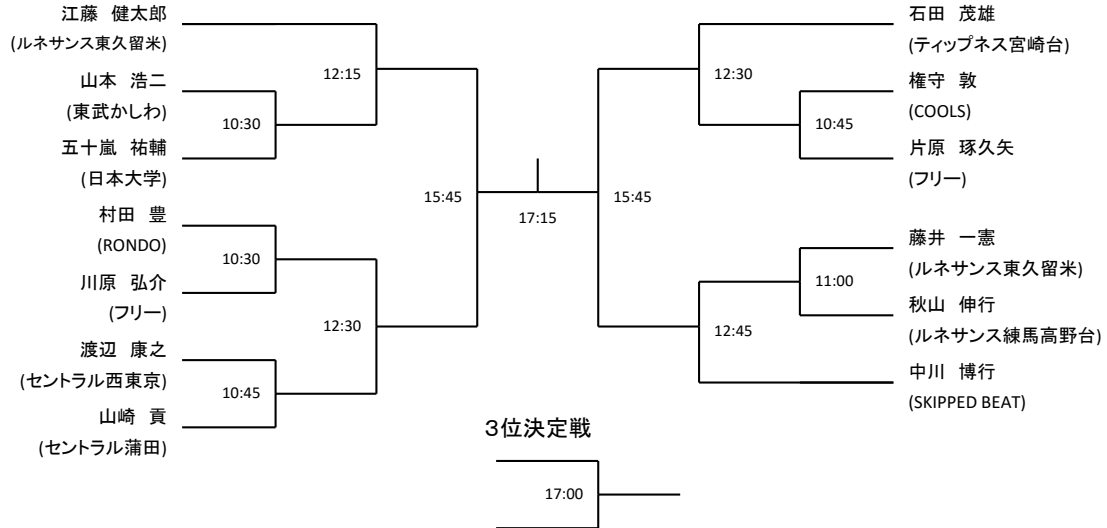 江藤 健太郎
(ルネサンス東久留米)
12:15
山本 浩二
(東武かしわ)
10:30
五十嵐 祐輔
(日本大学)
15:45
村田 豊
(RONDO)
10:30
川原 弘介
(フリー)
12:30
渡辺 康之
(セントラル西東京)
10:45
山崎 貢
(セントラル蒲田)
17:15
石田 茂雄
(ティップネス宮崎台)
12:30
権守 敦
(COOLS)
10:45
片原 琢久矢
(フリー)
15:45
藤井 一憲
(ルネサンス東久留米)
11:00
秋山 伸行
(ルネサンス練馬高野台)
12:45
中川 博行
(SKIPPED BEAT)
3位決定戦
17:00